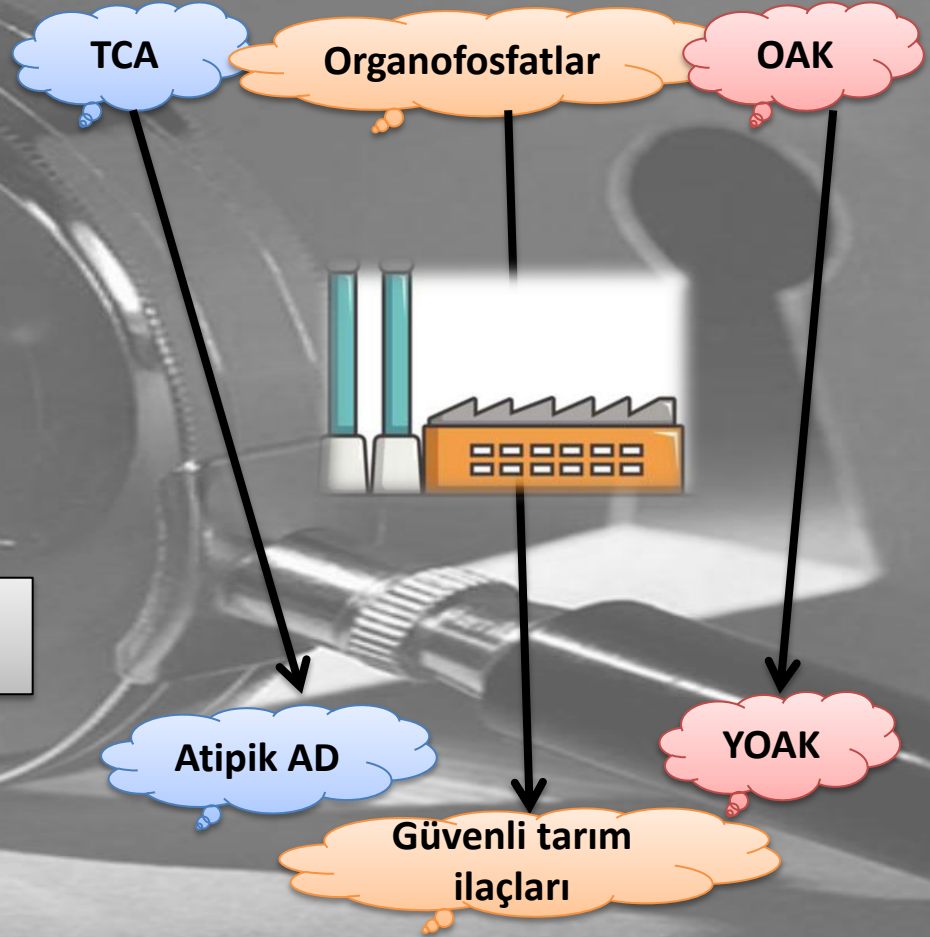 TCA
Organofosfatlar
OAK
Atipik AD
YOAK
Güvenli tarım
ilaçları